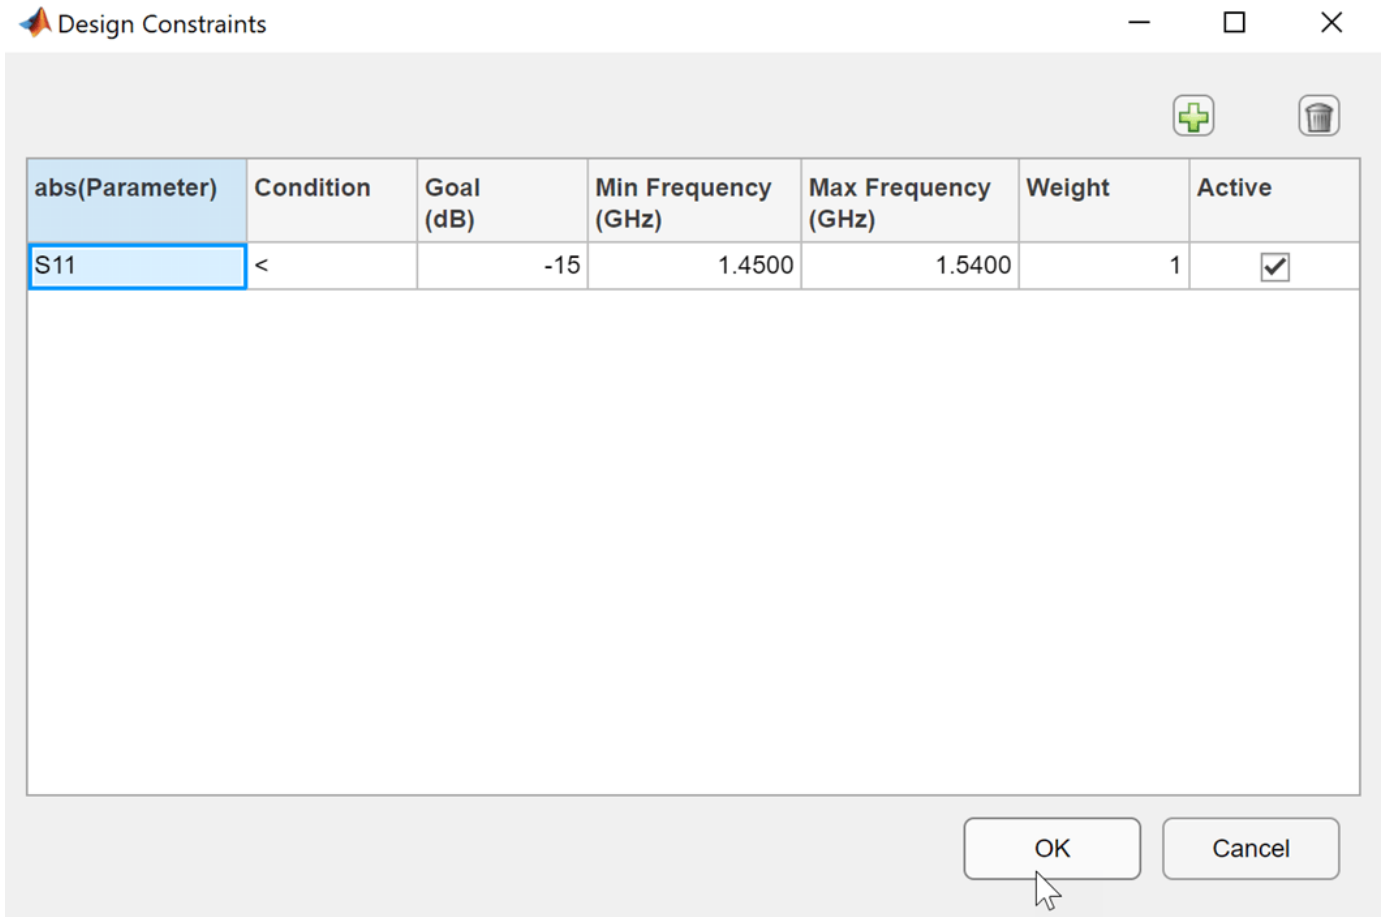 Design Constraints
abs(Parameter) Condition Goal (dB) Min Frequency (GHz) Max Frequency (GHz) Weight Active
S11 < -15 1.4500 1.5400 1
OK Cancel